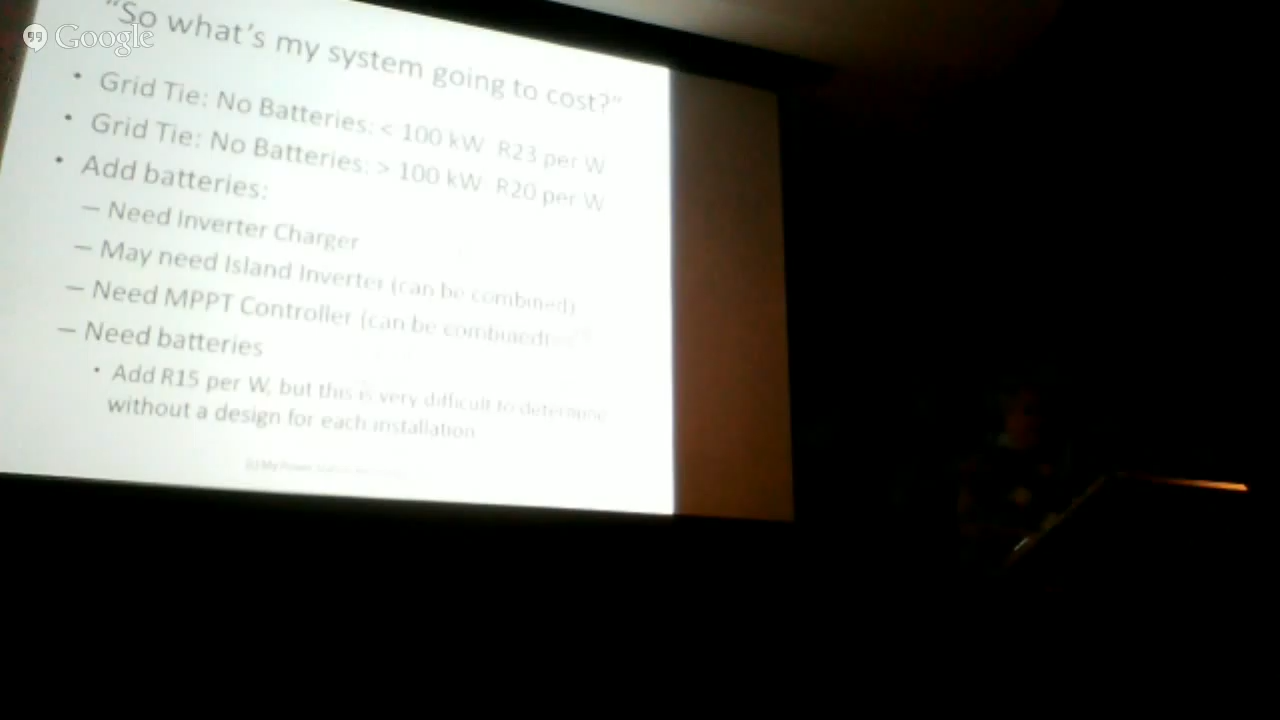 Google
"So what's my system going to cost?"
• Grid Tie: No Batteries: < 100 kW R23 per W
• Grid Tie: No Batteries: > 100 kW R20 per W
• Add batteries:
– Need Inverter Charger
– May need Island Inverter (can be combined)
– Need MPPT Controller (can be combined)
– Need batteries
• Add R15 per W, but this is very difficult to determine
without a design for each installation
(c) My Power